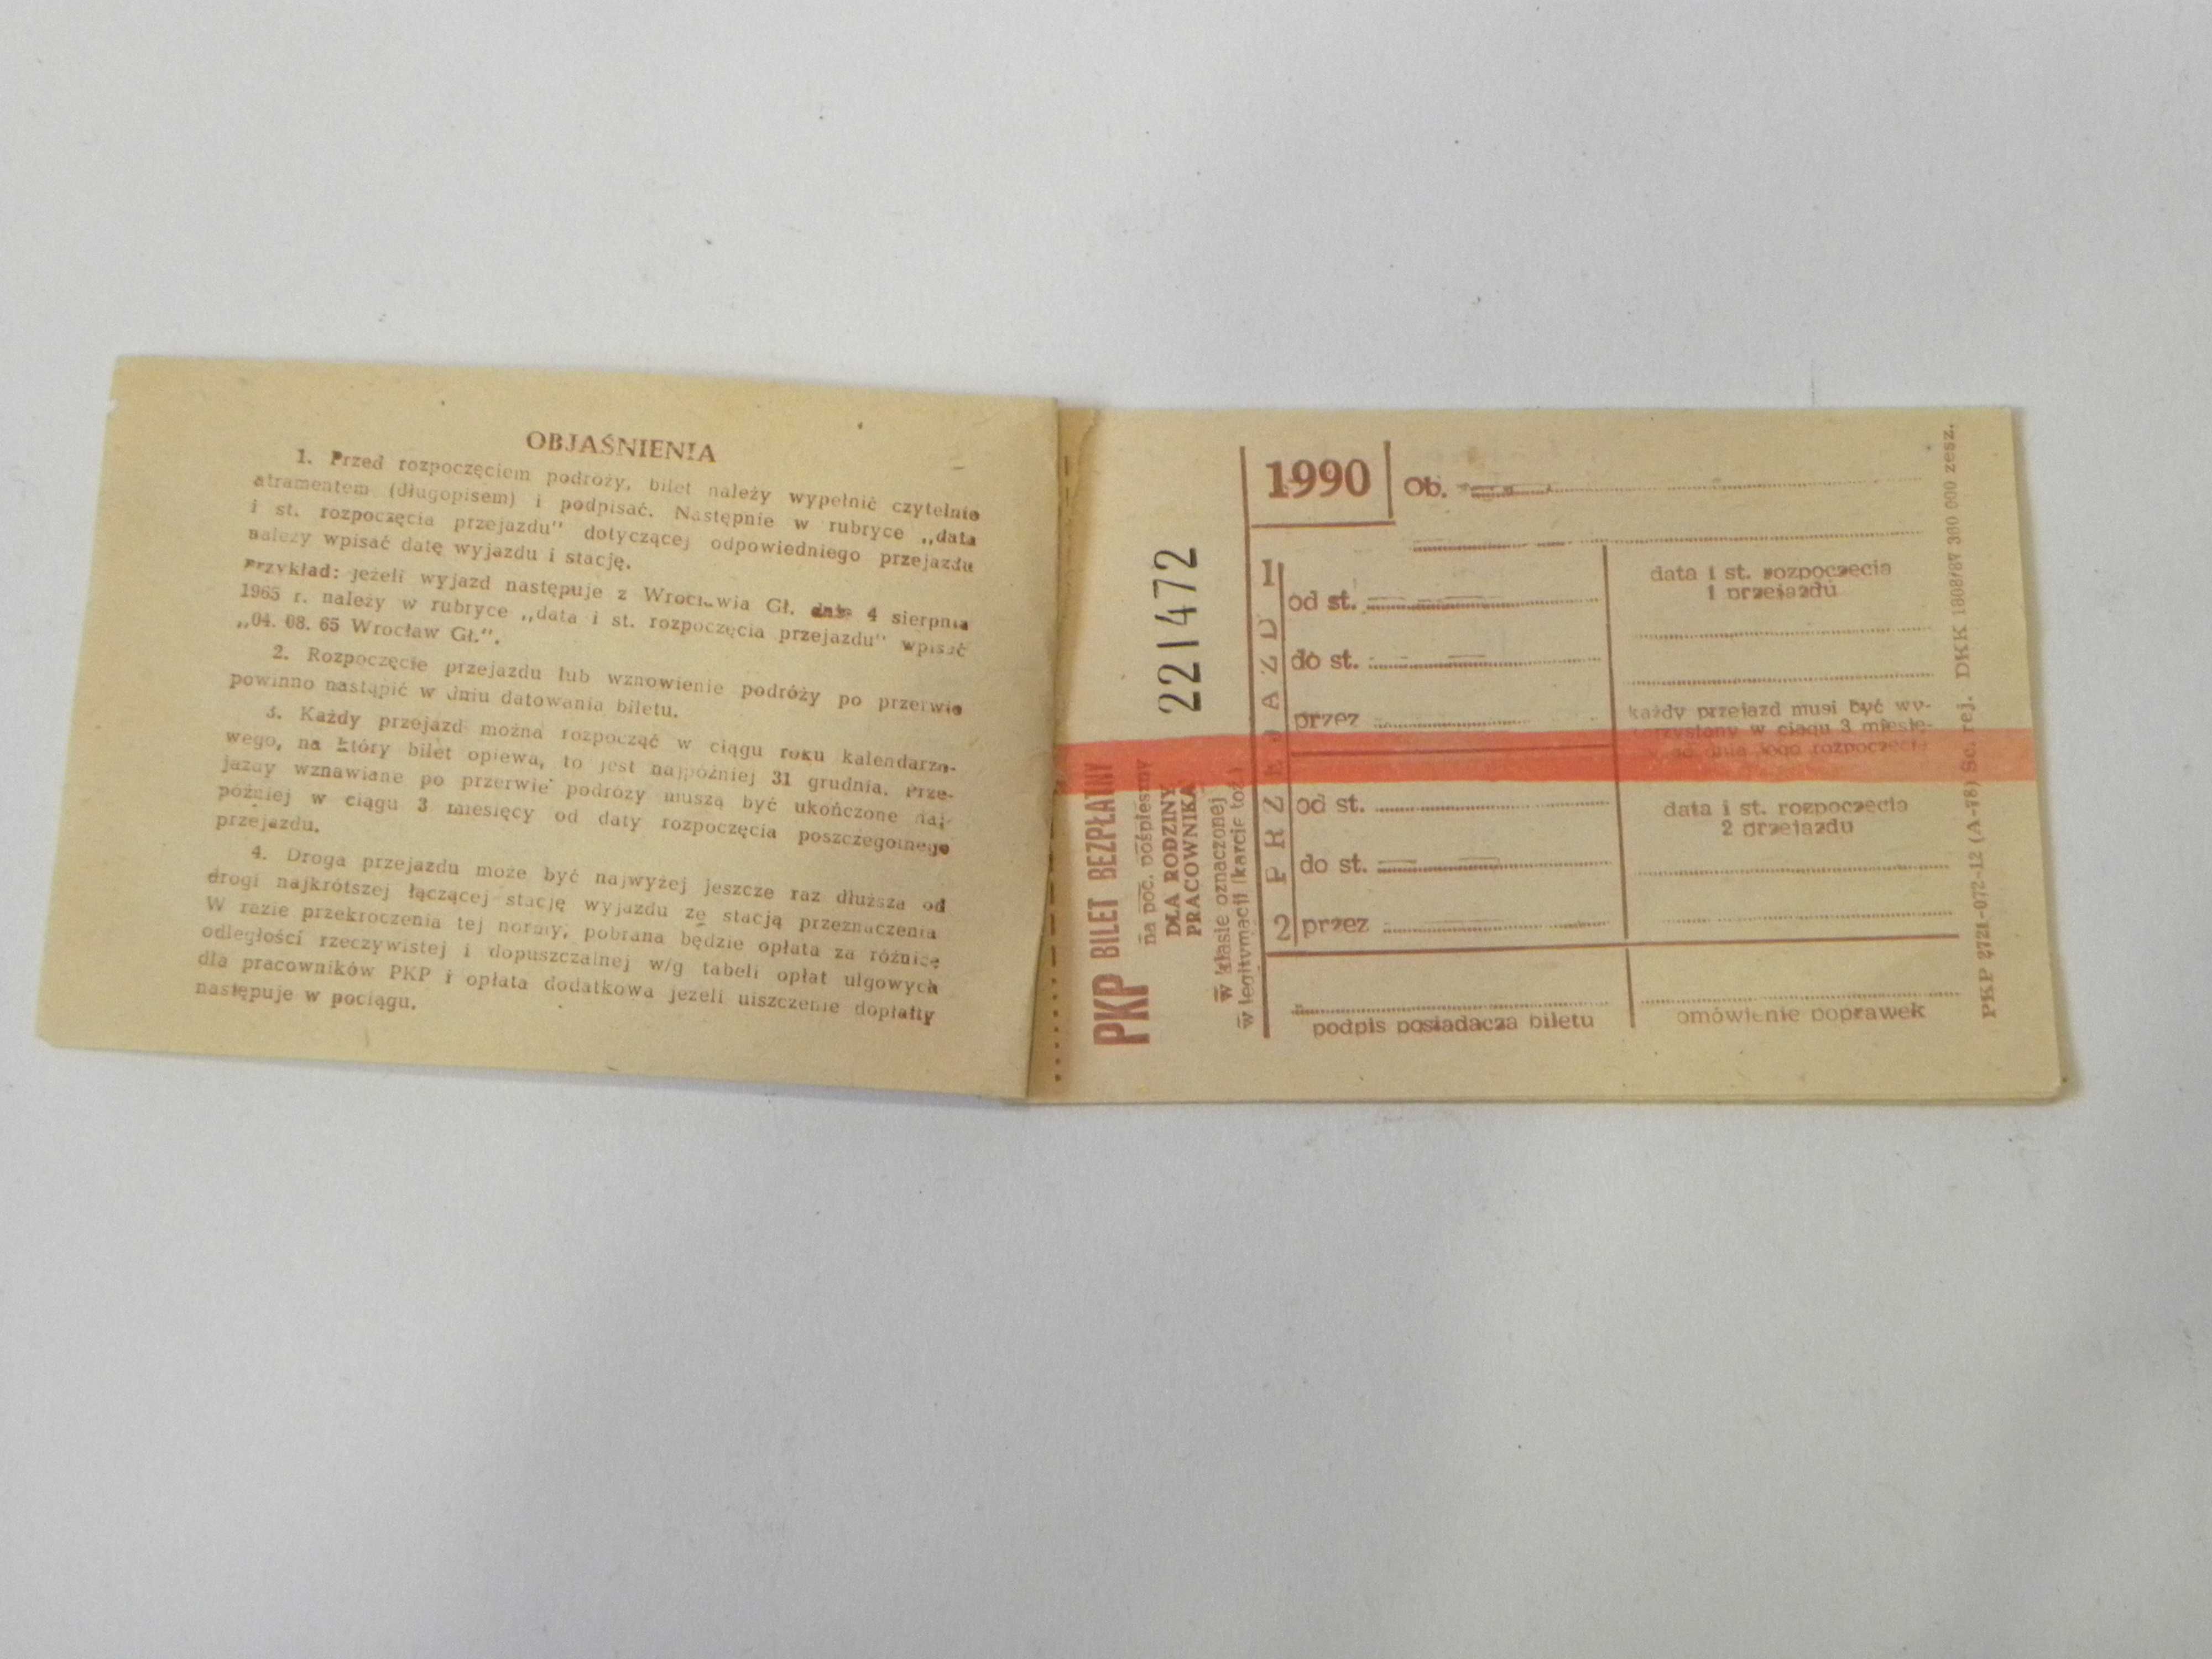 OBJAŚNIENIA
1. Przed rozpoczęciem podróży, bilet należy wypełnić czytelnie
atramentem (długopisem) i podpisać. Następnie w rubryce „data
i st. rozpoczęcia przejazdu" dotyczącej odpowiedniego przejazdu
należy wpisać datę wyjazdu i stację.
Przykład: jeżeli wyjazd następuje z Wrocławia Gł. dnia 4 sierpnia
1965 r. należy w rubryce „data i st. rozpoczęcia przejazdu" wpisać
„04. 08. 65 Wrocław Gł.".
2. Rozpoczęcie przejazdu lub wznowienie podróży po przerwie
powinno nastąpić w dniu datowania biletu.
3. Każdy przejazd można rozpocząć w ciągu roku kalendarzo-
wego, na który bilet opiewa, to jest najpóźniej 31 grudnia. Prze-
jazdy wznawiane po przerwie podróży muszą być ukończone naj-
później w ciągu 3 miesięcy od daty rozpoczęcia poszczególnego
przejazdu.
4. Droga przejazdu może być najwyżej jeszcze raz dłuższa od
drogi najkrótszej łączącej stację wyjazdu ze stacją przeznaczenia
W razie przekroczenia tej normy, pobrana będzie opłata za różnicę
odległości rzeczywistej i dopuszczalnej w/g tabeli opłat ulgowych
dla pracowników PKP i opłata dodatkowa jeżeli uiszczenie dopłaty
następuje w pociągu.
PKP BILET BEZPŁATNY
na poc. pośpieszny
221472
DLA RODZINY
PRACOWNIKA
w klasie oznaczonej
w legitymacji (karcie toż.)
1990
Ob.
PRZEJAZD
1
od st.
do st.
przez
data i st. rozpoczęcia
1 przejazdu
każdy przejazd musi być wy-
korzystany w ciągu 3 miesię-
cy od dnia jego rozpoczęcia
2
od st.
do st.
przez
data i st. rozpoczęcia
2 przejazdu
podpis posiadacza biletu
omówienie poprawek
PKP 2721-072-12 (A-78) Sc. rej. DKK 1808/87 360 000 zesz.